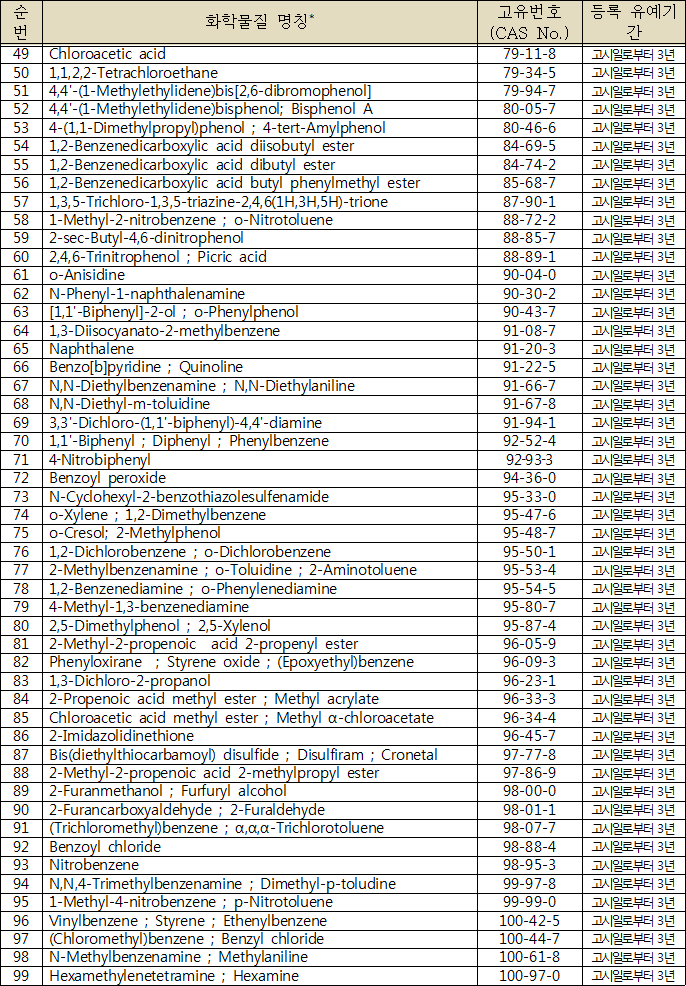 순번 화학물질 명칭* 고유번호 (CAS No.) 등록 유예기간
49 Chloroacetic acid 79-11-8 고시일로부터 3년
50 1,1,2,2-Tetrachloroethane 79-34-5 고시일로부터 3년
51 4,4'-(1-Methylethylidene)bis[2,6-dibromophenol] 79-94-7 고시일로부터 3년
52 4,4'-(1-Methylethylidene)bisphenol; Bisphenol A 80-05-7 고시일로부터 3년
53 4-(1,1-Dimethylpropyl)phenol ; 4-tert-Amylphenol 80-46-6 고시일로부터 3년
54 1,2-Benzenedicarboxylic acid diisobutyl ester 84-69-5 고시일로부터 3년
55 1,2-Benzenedicarboxylic acid dibutyl ester 84-74-2 고시일로부터 3년
56 1,2-Benzenedicarboxylic acid butyl phenylmethyl ester 85-68-7 고시일로부터 3년
57 1,3,5-Trichloro-1,3,5-triazine-2,4,6(1H,3H,5H)-trione 87-90-1 고시일로부터 3년
58 1-Methyl-2-nitrobenzene ; o-Nitrotoluene 88-72-2 고시일로부터 3년
59 2-sec-Butyl-4,6-dinitrophenol 88-85-7 고시일로부터 3년
60 2,4,6-Trinitrophenol ; Picric acid 88-89-1 고시일로부터 3년
61 o-Anisidine 90-04-0 고시일로부터 3년
62 N-Phenyl-1-naphthalenamine 90-30-2 고시일로부터 3년
63 [1,1'-Biphenyl]-2-ol ; o-Phenylphenol 90-43-7 고시일로부터 3년
64 1,3-Diisocyanato-2-methylbenzene 91-08-7 고시일로부터 3년
65 Naphthalene 91-20-3 고시일로부터 3년
66 Benzo[b]pyridine ; Quinoline 91-22-5 고시일로부터 3년
67 N,N-Diethylbenzenamine ; N,N-Diethylaniline 91-66-7 고시일로부터 3년
68 N,N-Diethyl-m-toluidine 91-67-8 고시일로부터 3년
69 3,3'-Dichloro-(1,1'-biphenyl)-4,4'-diamine 91-94-1 고시일로부터 3년
70 1,1'-Biphenyl ; Diphenyl ; Phenylbenzene 92-52-4 고시일로부터 3년
71 4-Nitrobiphenyl 92-93-3 고시일로부터 3년
72 Benzoyl peroxide 94-36-0 고시일로부터 3년
73 N-Cyclohexyl-2-benzothiazolesulfenamide 95-33-0 고시일로부터 3년
74 o-Xylene ; 1,2-Dimethylbenzene 95-47-6 고시일로부터 3년
75 o-Cresol; 2-Methylphenol 95-48-7 고시일로부터 3년
76 1,2-Dichlorobenzene ; o-Dichlorobenzene 95-50-1 고시일로부터 3년
77 2-Methylbenzenamine ; o-Toluidine ; 2-Aminotoluene 95-53-4 고시일로부터 3년
78 1,2-Benzenediamine ; o-Phenylenediamine 95-54-5 고시일로부터 3년
79 4-Methyl-1,3-benzenediamine 95-80-7 고시일로부터 3년
80 2,5-Dimethylphenol ; 2,5-Xylenol 95-87-4 고시일로부터 3년
81 2-Methyl-2-propenoic acid 2-propenyl ester 96-05-9 고시일로부터 3년
82 Phenyloxirane ; Styrene oxide ; (Epoxyethyl)benzene 96-09-3 고시일로부터 3년
83 1,3-Dichloro-2-propanol 96-23-1 고시일로부터 3년
84 2-Propenoic acid methyl ester ; Methyl acrylate 96-33-3 고시일로부터 3년
85 Chloroacetic acid methyl ester ; Methyl α-chloroacetate 96-34-4 고시일로부터 3년
86 2-Imidazolidinethione 96-45-7 고시일로부터 3년
87 Bis(diethylthiocarbamoyl) disulfide ; Disulfiram ; Cronetal 97-77-8 고시일로부터 3년
88 2-Methyl-2-propenoic acid 2-methylpropyl ester 97-86-9 고시일로부터 3년
89 2-Furanmethanol ; Furfuryl alcohol 98-00-0 고시일로부터 3년
90 2-Furancarboxyaldehyde ; 2-Furaldehyde 98-01-1 고시일로부터 3년
91 (Trichloromethyl)benzene ; α,α,α-Trichlorotoluene 98-07-7 고시일로부터 3년
92 Benzoyl chloride 98-88-4 고시일로부터 3년
93 Nitrobenzene 98-95-3 고시일로부터 3년
94 N,N,4-Trimethylbenzenamine ; Dimethyl-p-toludine 99-97-8 고시일로부터 3년
95 1-Methyl-4-nitrobenzene ; p-Nitrotoluene 99-99-0 고시일로부터 3년
96 Vinylbenzene ; Styrene ; Ethenylbenzene 100-42-5 고시일로부터 3년
97 (Chloromethyl)benzene ; Benzyl chloride 100-44-7 고시일로부터 3년
98 N-Methylbenzenamine ; Methylaniline 100-61-8 고시일로부터 3년
99 Hexamethylenetetramine ; Hexamine 100-97-0 고시일로부터 3년